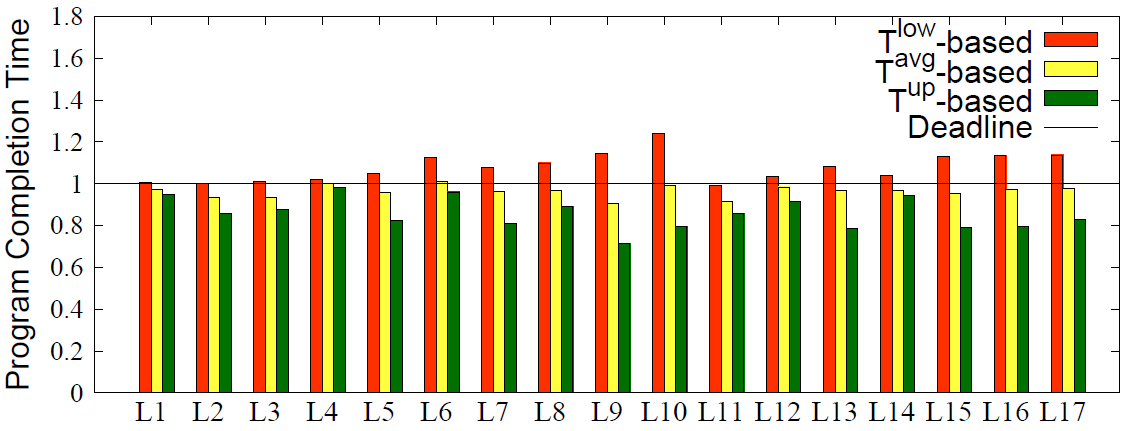 Program Completion Time
1.8
1.6
1.4
1.2
1
0.8
0.6
0.4
0.2
0
T^low-based
T^avg-based
T^up-based
Deadline
L1 L2 L3 L4 L5 L6 L7 L8 L9 L10 L11 L12 L13 L14 L15 L16 L17